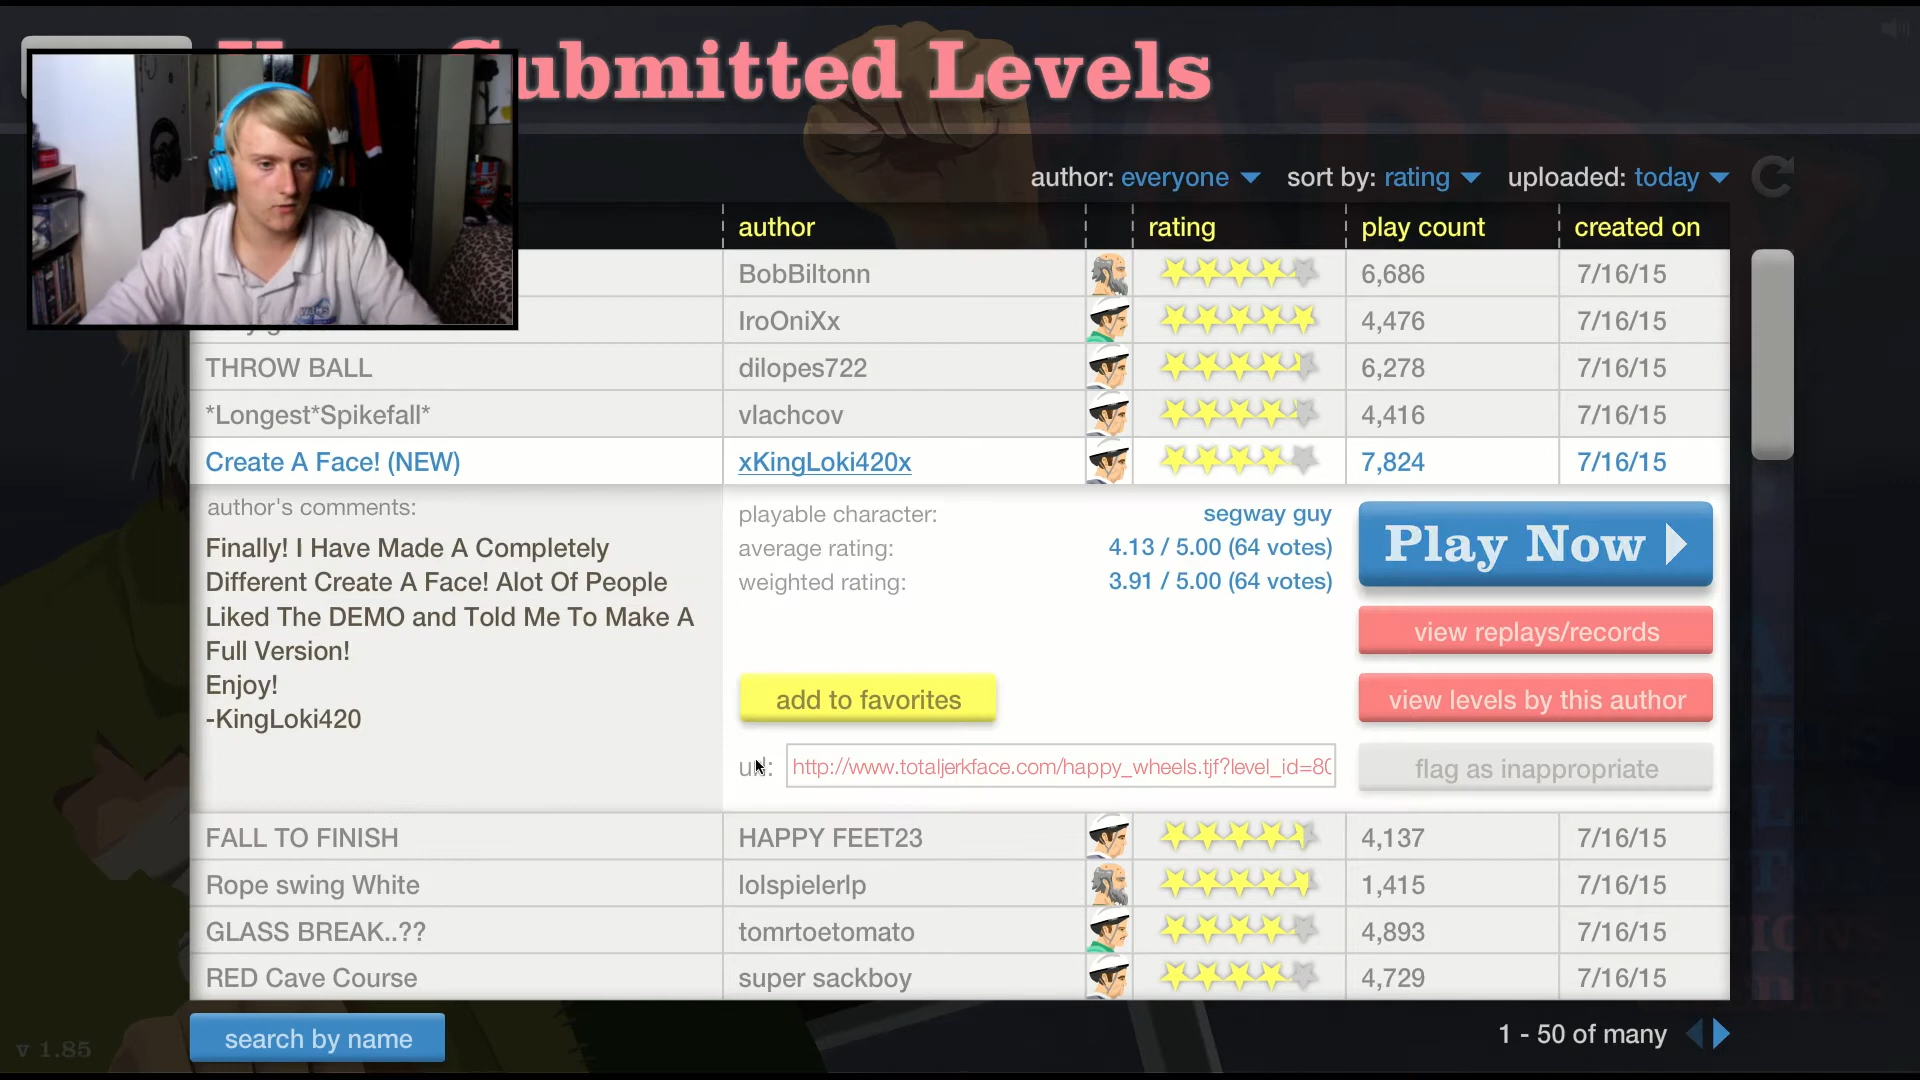 Submitted Levels
author: everyone sort by: rating uploaded: today
author rating play count created on
BobBiltonn 6,686 7/16/15
IroOniXx 4,476 7/16/15
THROW BALL dilopes722 6,278 7/16/15
*Longest*Spikefall* vlachcov 4,416 7/16/15
Create A Face! (NEW) xKingLoki420x 7,824 7/16/15
author's comments:
Finally! I Have Made A Completely
Different Create A Face! Alot Of People
Liked The DEMO and Told Me To Make A
Full Version!
Enjoy!
-KingLoki420
playable character: segway guy
average rating: 4.13 / 5.00 (64 votes)
weighted rating: 3.91 / 5.00 (64 votes)
add to favorites
url: http://www.totaljerkface.com/happy_wheels.tjf?level_id=80
Play Now
view replays/records
view levels by this author
flag as inappropriate
FALL TO FINISH HAPPY FEET23 4,137 7/16/15
Rope swing White lolspielerlp 1,415 7/16/15
GLASS BREAK..?? tomrtoetomato 4,893 7/16/15
RED Cave Course super sackboy 4,729 7/16/15
search by name
1 - 50 of many
v 1.85